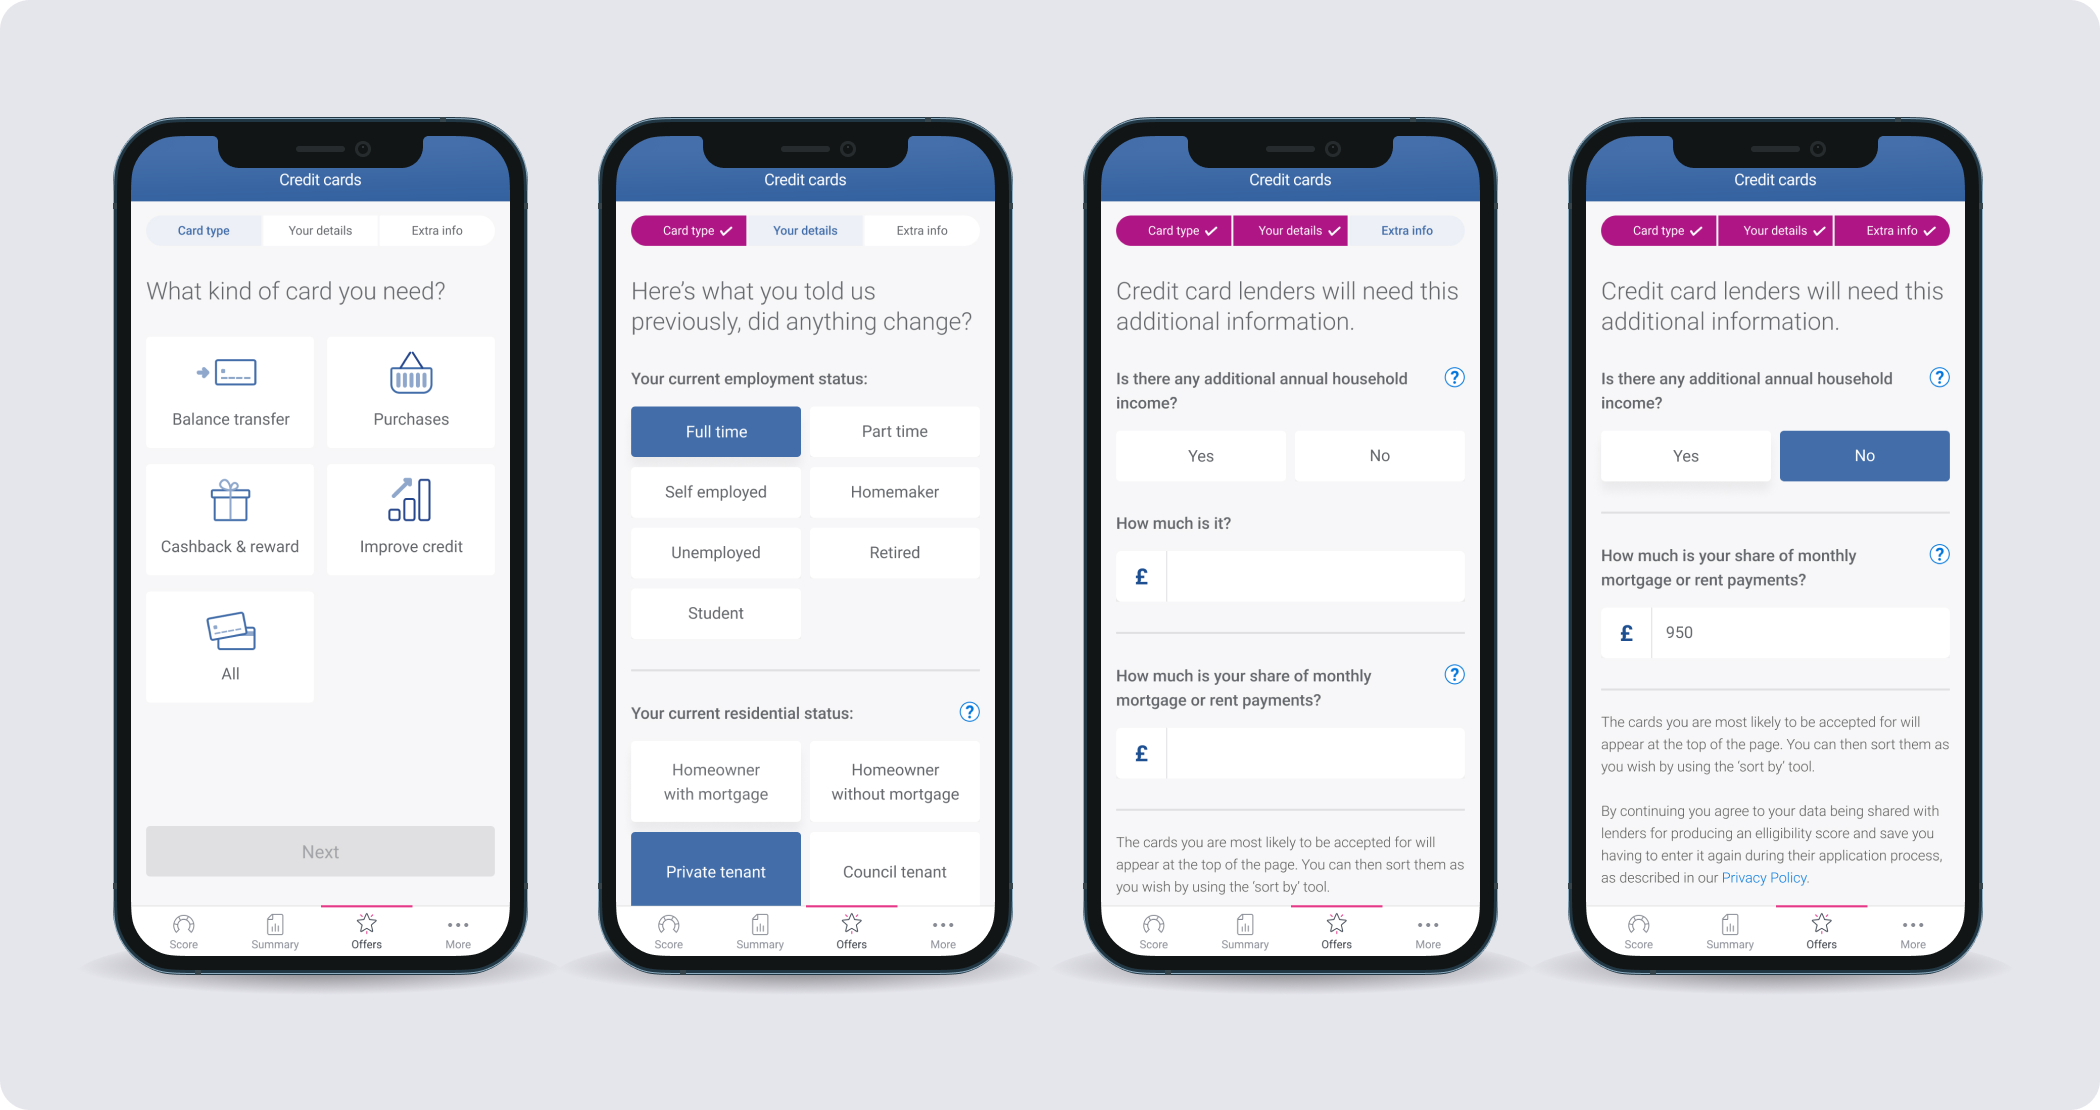 Credit cards
Card type
Your details
Extra info
What kind of card you need?
Balance transfer
Purchases
Cashback & reward
Improve credit
All
Next
Score
Summary
Offers
More
Credit cards
Card type
Your details
Extra info
Here's what you told us
previously, did anything change?
Your current employment status:
Full time
Part time
Self employed
Homemaker
Unemployed
Retired
Student
Your current residential status:
?
Homeowner
with mortgage
Homeowner
without mortgage
Private tenant
Council tenant
Score
Summary
Offers
More
Credit cards
Card type
Your details
Extra info
Credit card lenders will need this
additional information.
Is there any additional annual household
income?
?
Yes
No
How much is it?
£
How much is your share of monthly
mortgage or rent payments?
?
£
The cards you are most likely to be accepted for will
appear at the top of the page. You can then sort them as
you wish by using the 'sort by' tool.
Score
Summary
Offers
More
Credit cards
Card type
Your details
Extra info
Credit card lenders will need this
additional information.
Is there any additional annual household
income?
?
Yes
No
How much is your share of monthly
mortgage or rent payments?
?
£
950
The cards you are most likely to be accepted for will
appear at the top of the page. You can then sort them as
you wish by using the 'sort by' tool.
By continuing you agree to your data being shared with
lenders for producing an elligibility score and save you
having to enter it again during their application process,
as described in our Privacy Policy.
Score
Summary
Offers
More